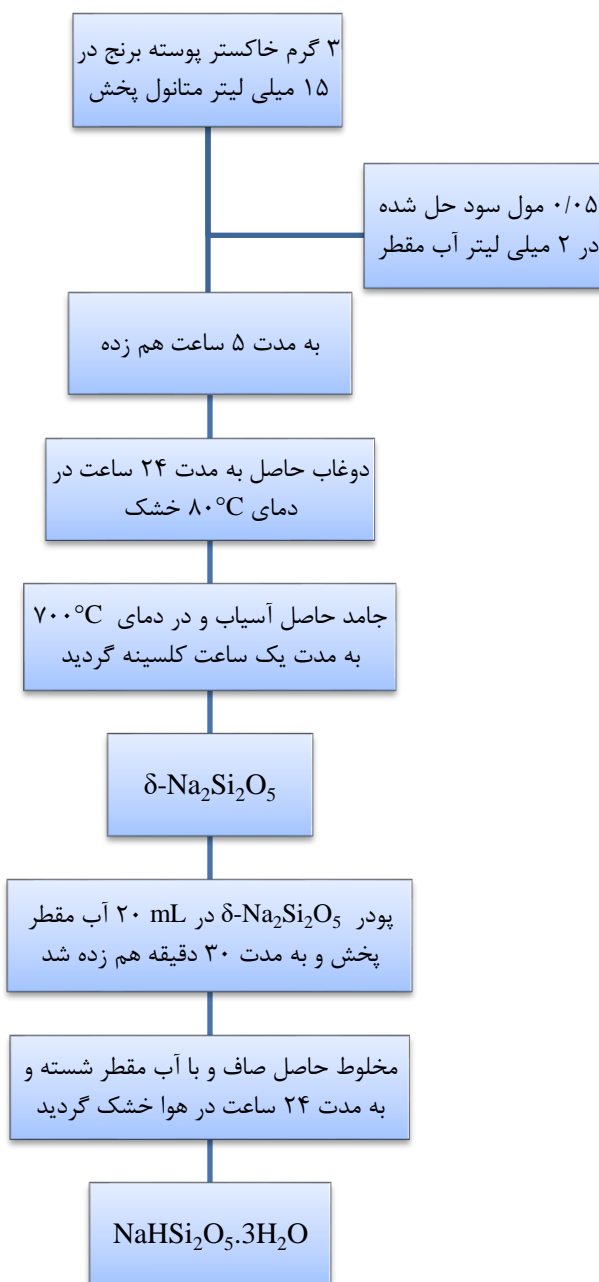 ۳ گرم خاکستر پوسته برنج در
۱۵ میلی لیتر متانول پخش
۰/۰۵ مول سود حل شده
در ۲ میلی لیتر آب مقطر
به مدت ۵ ساعت هم زده
دوغاب حاصل به مدت ۲۴ ساعت در
دمای ۸۰°C خشک
جامد حاصل آسیاب و در دمای ۷۰۰°C
به مدت یک ساعت کلسینه گردید
δ-Na₂Si₂O₅
پودر δ-Na₂Si₂O₅ در ۲۰ mL آب مقطر
پخش و به مدت ۳۰ دقیقه هم زده شد
مخلوط حاصل صاف و با آب مقطر شسته و
به مدت ۲۴ ساعت در هوا خشک گردید
NaHSi₂O₅.3H₂O